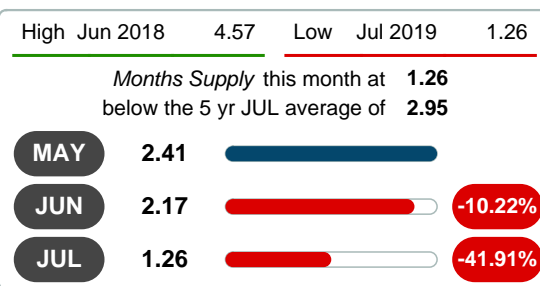 High Jun 2018 4.57 Low Jul 2019 1.26
Months Supply this month at 1.26
below the 5 yr JUL average of 2.95
MAY 2.41
JUN 2.17 -10.22%
JUL 1.26 -41.91%